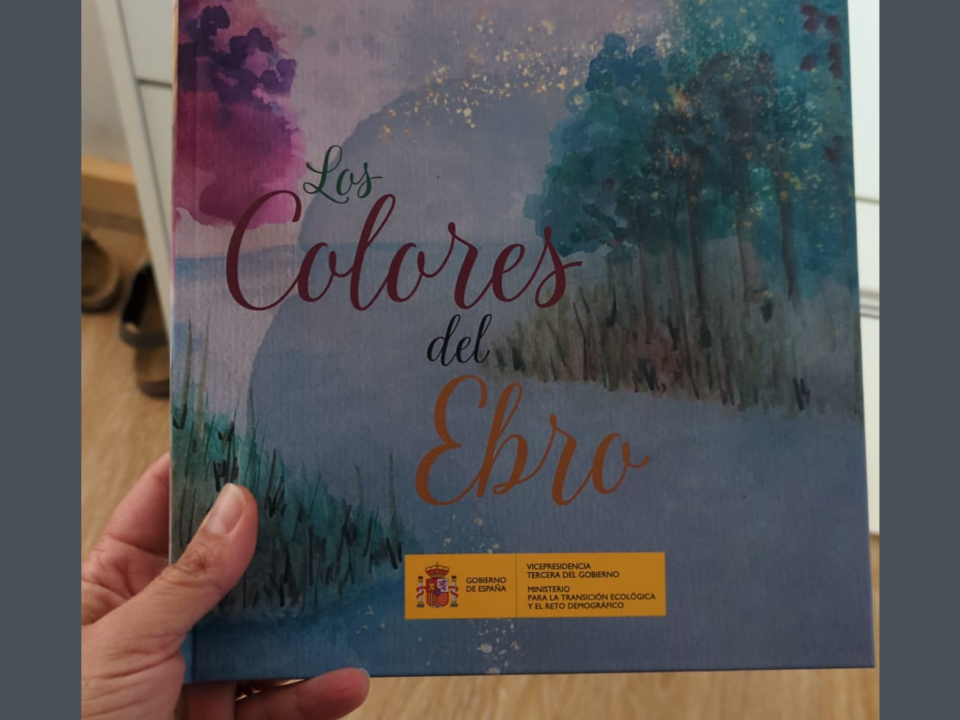 Los
Colores
del
Ebro
GOBIERNO
DE ESPAÑA
VICEPRESIDENCIA
TERCERA DEL GOBIERNO
MINISTERIO
PARA LA TRANSICIÓN ECOLÓGICA
Y EL RETO DEMOGRÁFICO